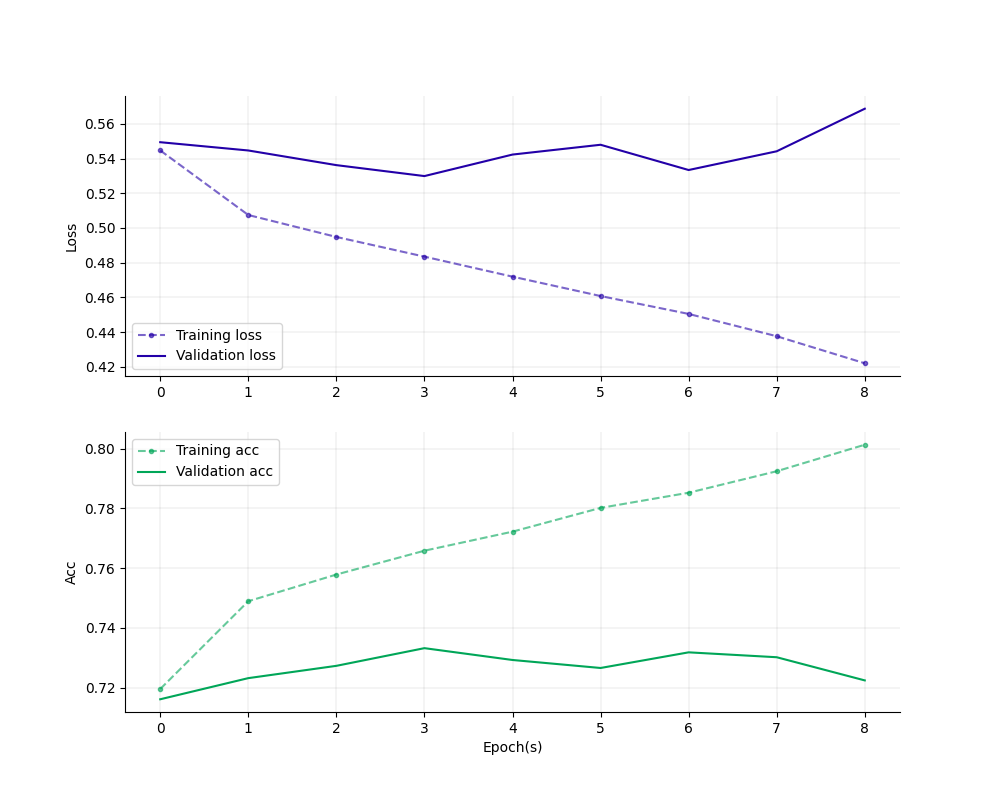 0.56
0.54
0.52
0.50
0.48
0.46
0.44
0.42
Loss
Training loss
Validation loss
0 1 2 3 4 5 6 7 8
0.80
0.78
0.76
0.74
0.72
Acc
Training acc
Validation acc
0 1 2 3 4 5 6 7 8
Epoch(s)